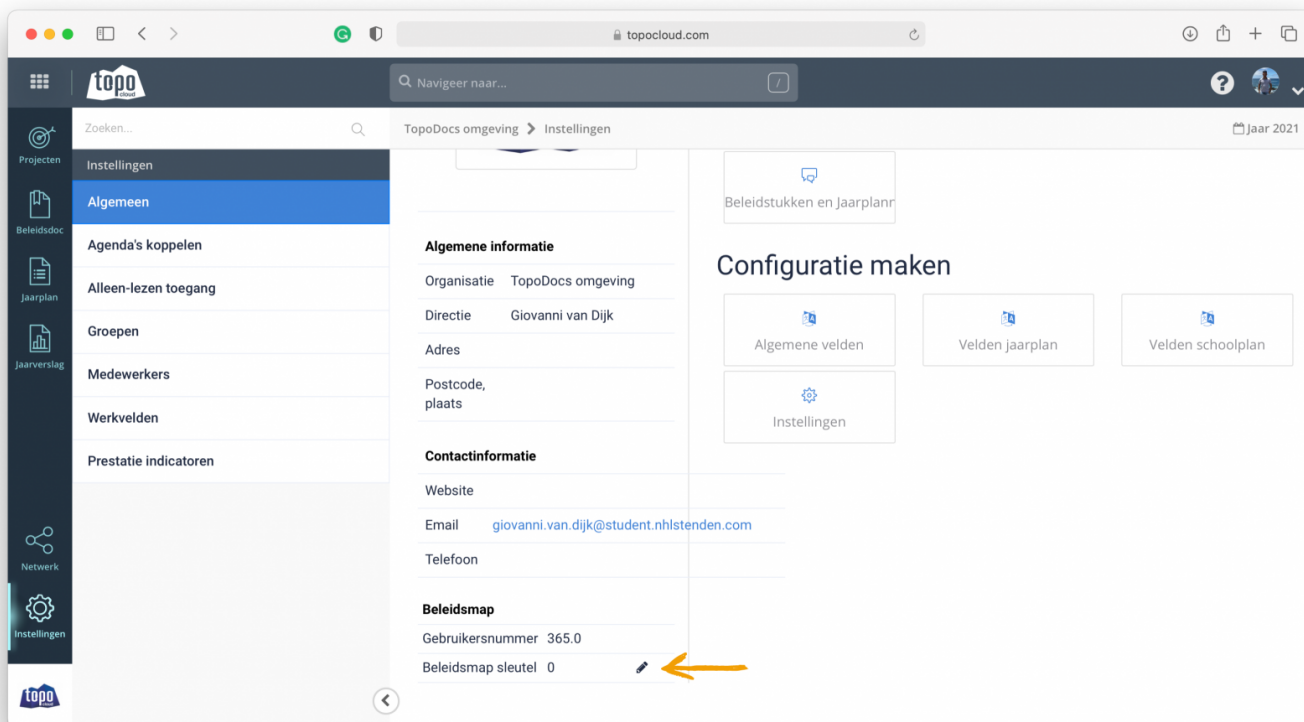 topocloud.com
topo
cloud
Navigeer naar...
/
?
Projecten
Beleidsdoc
Jaarplan
Jaarverslag
Netwerk
Instellingen
topo
cloud
Zoeken...
Instellingen
Algemeen
Agenda's koppelen
Alleen-lezen toegang
Groepen
Medewerkers
Werkvelden
Prestatie indicatoren
TopoDocs omgeving > Instellingen
Jaar 2021
Algemene informatie
Organisatie TopoDocs omgeving
Directie Giovanni van Dijk
Adres
Postcode,
plaats
Contactinformatie
Website
Email giovanni.van.dijk@student.nhlstenden.com
Telefoon
Beleidsmap
Gebruikersnummer 365.0
Beleidsmap sleutel 0
Beleidstukken en Jaarplann
Configuratie maken
Algemene velden
Velden jaarplan
Velden schoolplan
Instellingen